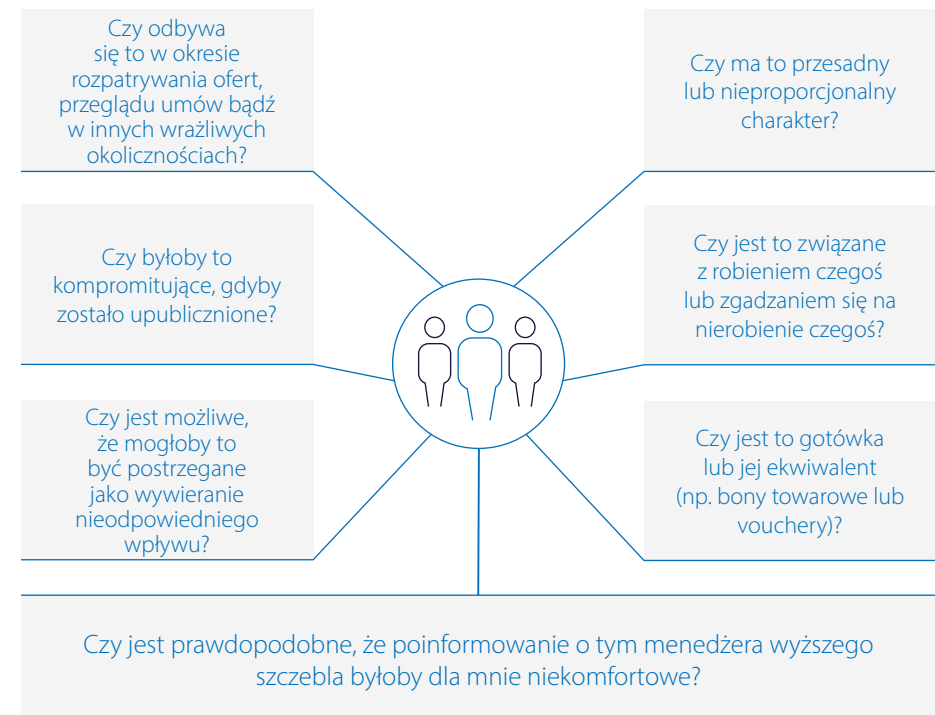 Czy odbywa
się to w okresie
rozpatrywania ofert,
przeglądu umów bądź
w innych wrażliwych
okolicznościach?
Czy ma to przesadny
lub nieproporcjonalny
charakter?
Czy byłoby to
kompromitujące, gdyby
zostało upublicznione?
Czy jest to związane
z robieniem czegoś
lub zgadzaniem się na
nierobienie czegoś?
Czy jest możliwe,
że mogłoby to
być postrzegane
jako wywieranie
nieodpowiedniego
wpływu?
Czy jest to gotówka
lub jej ekwiwalent
(np. bony towarowe lub
vouchery)?
Czy jest prawdopodobne, że poinformowanie o tym menedżera wyższego
szczebla byłoby dla mnie niekomfortowe?